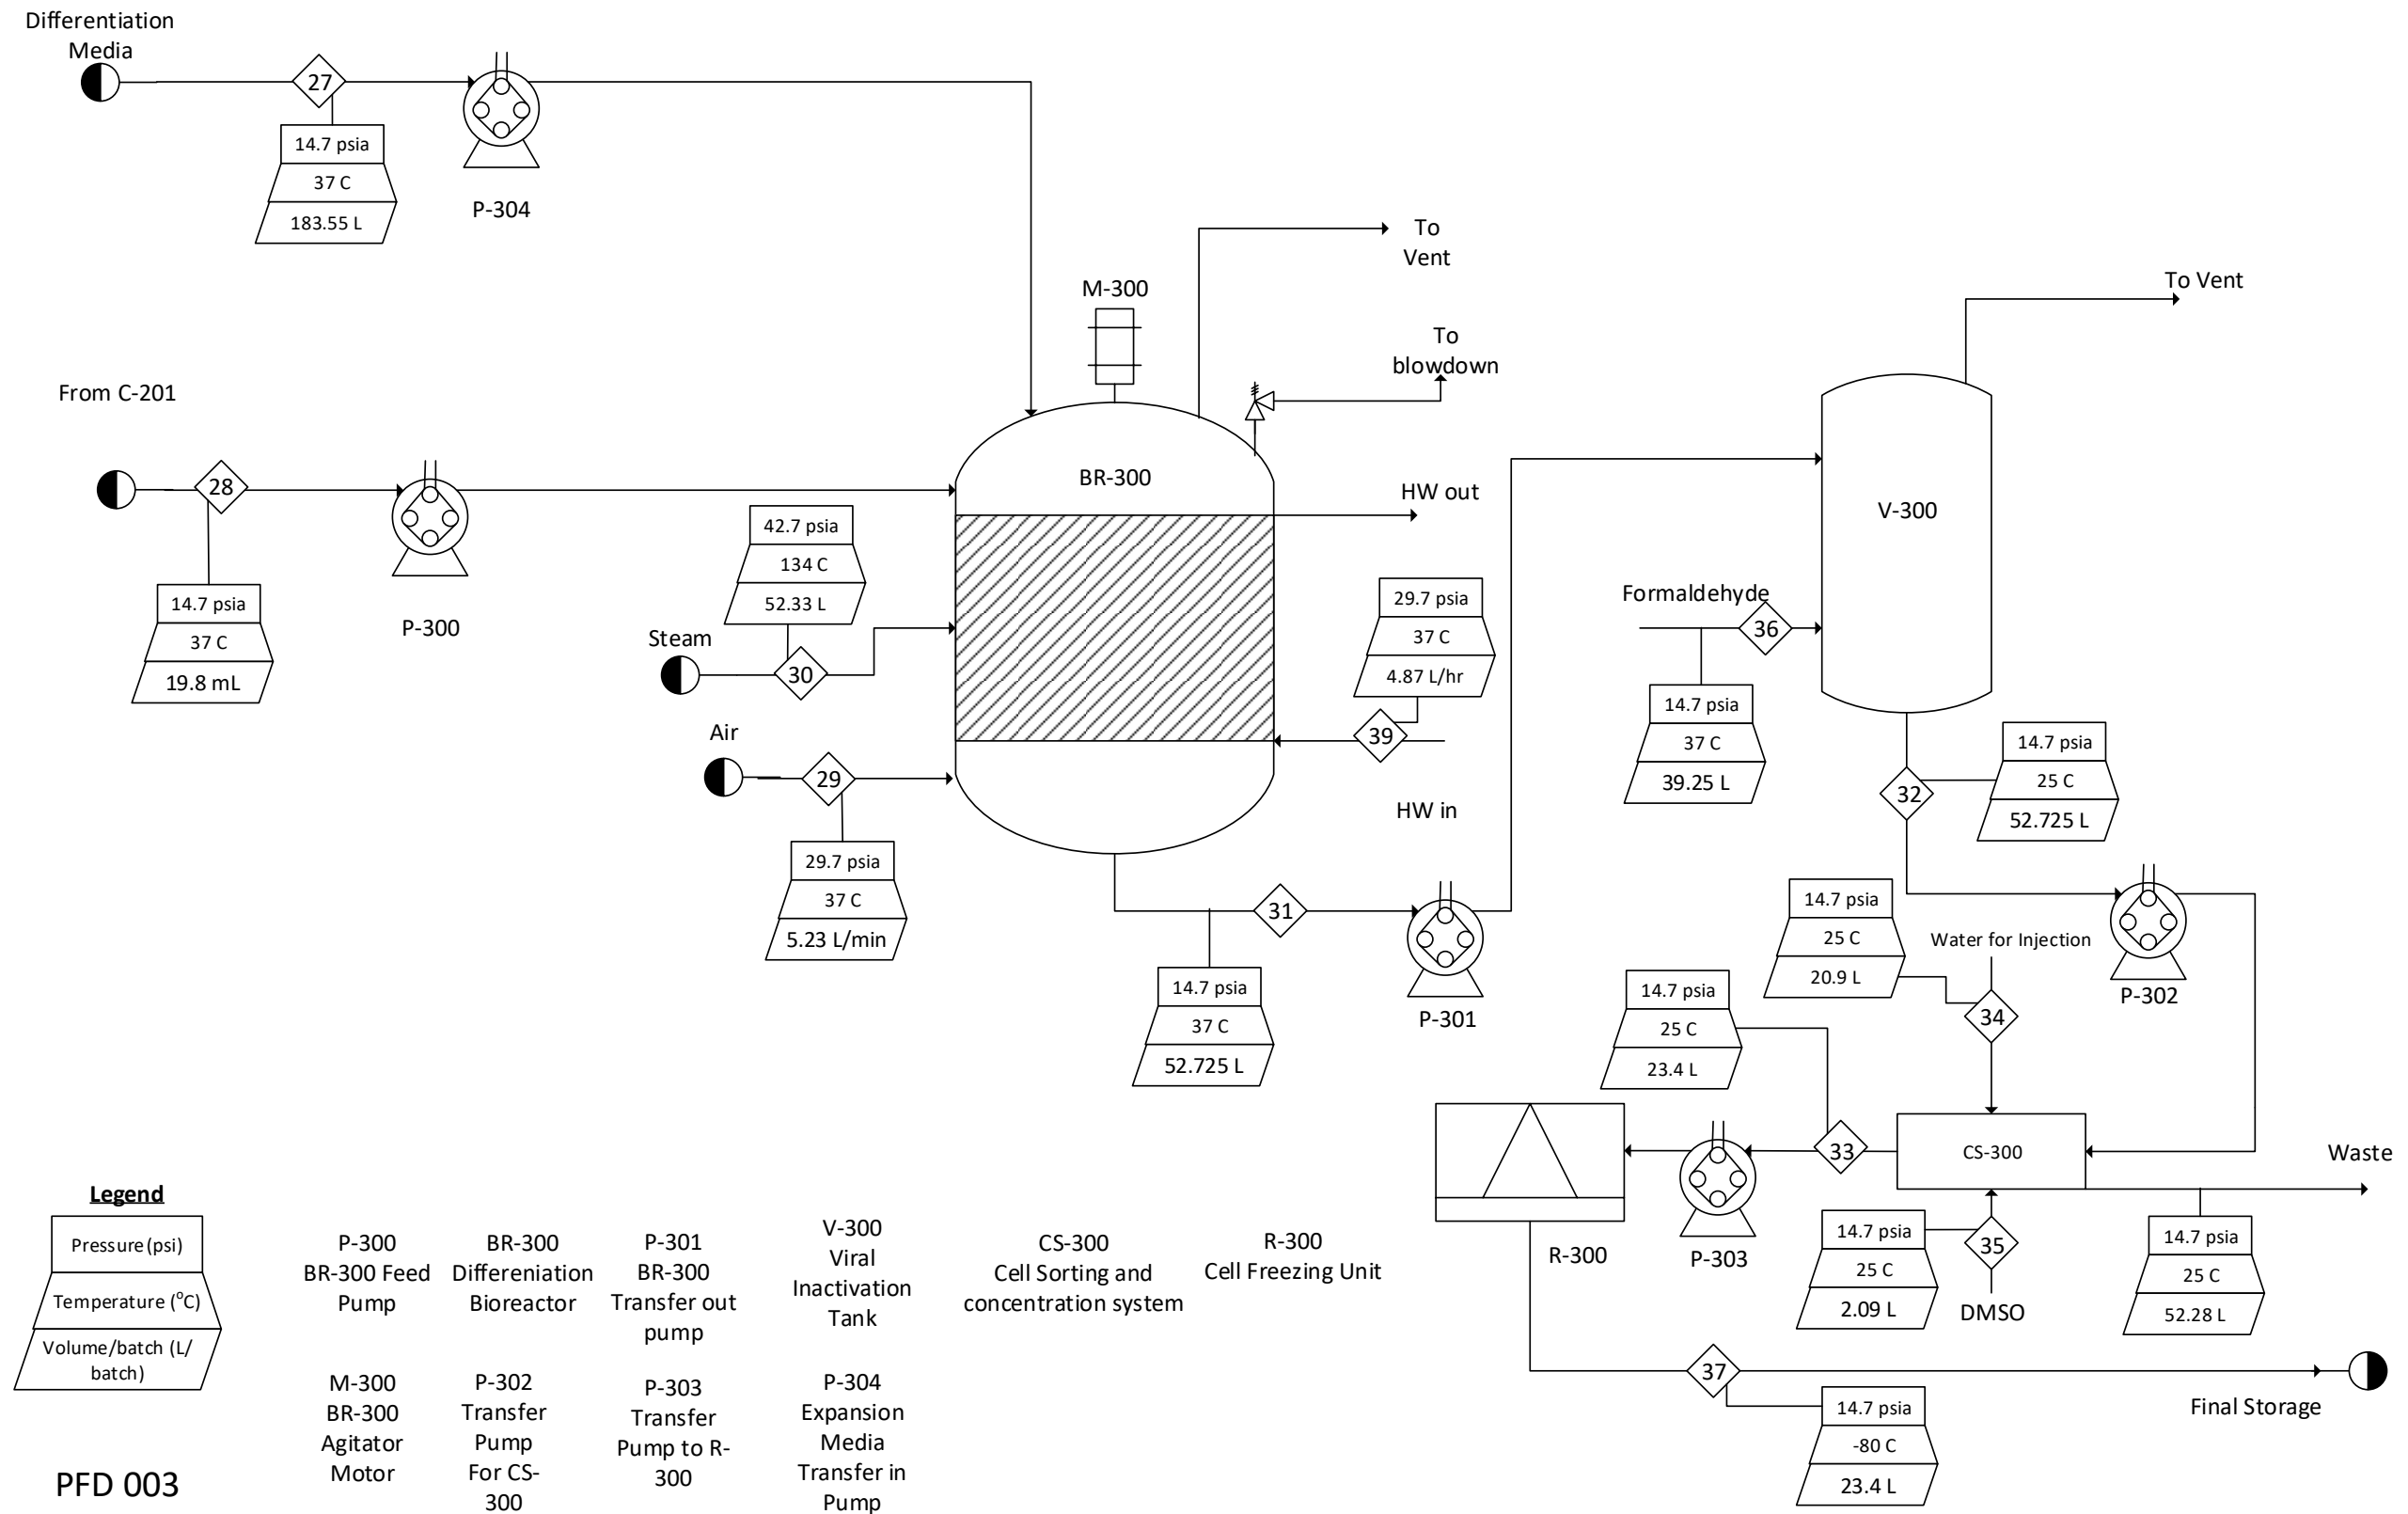 Differentiation
Media
27
14.7 psia
37 C
183.55 L
P-304
To
Vent
To Vent
M-300
To
blowdown
From C-201
28
14.7 psia
37 C
19.8 mL
P-300
BR-300
HW out
V-300
42.7 psia
134 C
52.33 L
Steam
30
29.7 psia
37 C
4.87 L/hr
39
HW in
Formaldehyde
36
14.7 psia
37 C
39.25 L
Air
29
29.7 psia
37 C
5.23 L/min
32
14.7 psia
25 C
52.725 L
31
14.7 psia
37 C
52.725 L
P-301
14.7 psia
25 C
20.9 L
Water for Injection
34
P-302
14.7 psia
25 C
23.4 L
33
CS-300
Waste
R-300
P-303
14.7 psia
25 C
2.09 L
35
DMSO
14.7 psia
25 C
52.28 L
37
14.7 psia
-80 C
23.4 L
Final Storage
Legend
Pressure(psi)
Temperature (°C)
Volume/batch (L/
batch)
P-300
BR-300 Feed
Pump
BR-300
Differeniation
Bioreactor
P-301
BR-300
Transfer out
pump
V-300
Viral
Inactivation
Tank
CS-300
Cell Sorting and
concentration system
R-300
Cell Freezing Unit
M-300
BR-300
Agitator
Motor
P-302
Transfer
Pump
For CS-
300
P-303
Transfer
Pump to R-
300
P-304
Expansion
Media
Transfer in
Pump
PFD 003